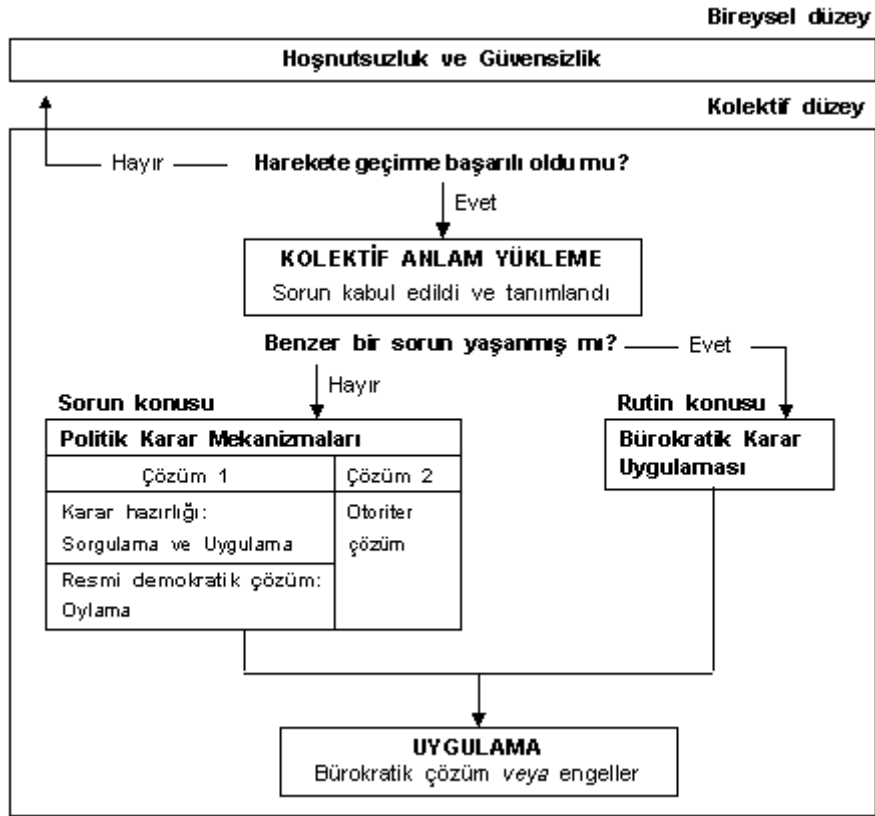 Bireysel düzey
Hoşnutsuzluk ve Güvensizlik
Kolektif düzey
Hayır
Harekete geçirme başarılı oldu mu?
Evet
KOLEKTİF ANLAM YÜKLEME
Sorun kabul edildi ve tanımlandı
Benzer bir sorun yaşanmış mı?
Evet
Hayır
Sorun konusu
Politik Karar Mekanizmaları
Çözüm 1
Çözüm 2
Karar hazırlığı:
Sorgulama ve Uygulama
Otoriter
çözüm
Resmi demokratik çözüm:
Oylama
Rutin konusu
Bürokratik Karar
Uygulaması
UYGULAMA
Bürokratik çözüm veya engeller